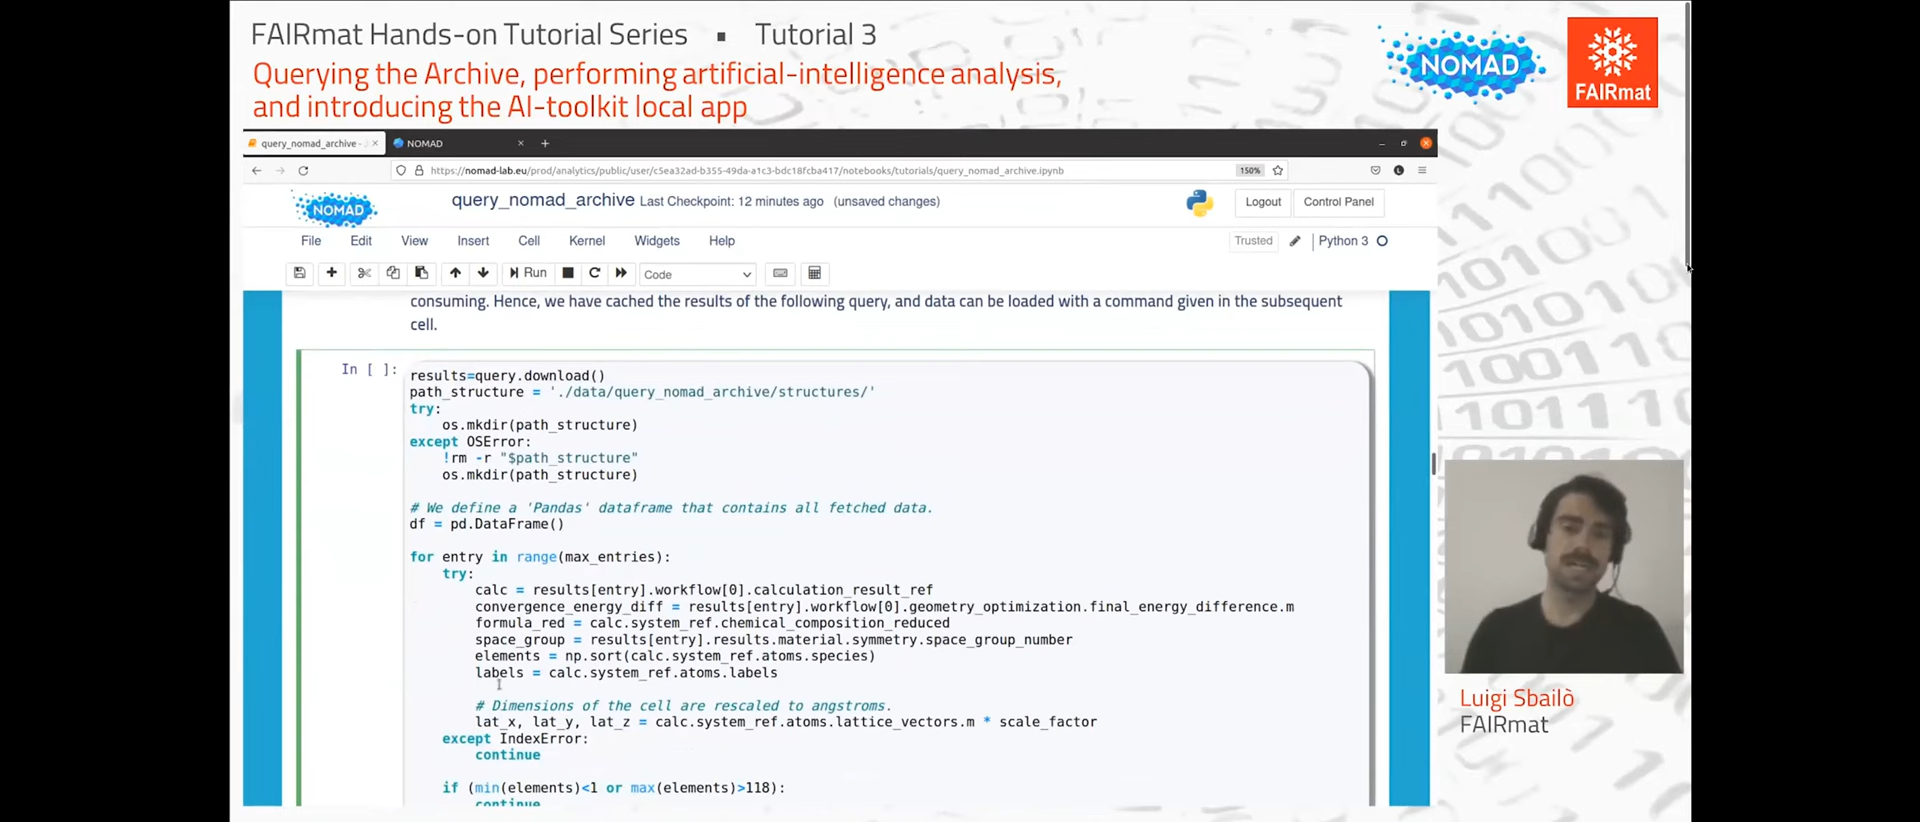 FAIRmat Hands-on Tutorial Series ▪ Tutorial 3
Querying the Archive, performing artificial-intelligence analysis,
and introducing the AI-toolkit local app
NOMAD
FAIRmat
query_nomad_archive -
NOMAD
https://nomad-lab.eu/prod/analytics/public/user/c5ea32ad-b355-49da-a1c3-bdc18fcba417/notebooks/tutorials/query_nomad_archive.ipynb
150%
NOMAD
query_nomad_archive Last Checkpoint: 12 minutes ago (unsaved changes)
Logout
Control Panel
File Edit View Insert Cell Kernel Widgets Help
Trusted
Python 3
Run
Code
consuming. Hence, we have cached the results of the following query, and data can be loaded with a command given in the subsequent
cell.
In [ ]:
results=query.download()
path_structure = './data/query_nomad_archive/structures/'
try:
    os.mkdir(path_structure)
except OSError:
    !rm -r "$path_structure"
    os.mkdir(path_structure)
# We define a 'Pandas' dataframe that contains all fetched data.
df = pd.DataFrame()
for entry in range(max_entries):
    try:
        calc = results[entry].workflow[0].calculation_result_ref
        convergence_energy_diff = results[entry].workflow[0].geometry_optimization.final_energy_difference.m
        formula_red = calc.system_ref.chemical_composition_reduced
        space_group = results[entry].results.material.symmetry.space_group_number
        elements = np.sort(calc.system_ref.atoms.species)
        labels = calc.system_ref.atoms.labels
        # Dimensions of the cell are rescaled to angstroms.
        lat_x, lat_y, lat_z = calc.system_ref.atoms.lattice_vectors.m * scale_factor
    except IndexError:
        continue
    if (min(elements)<1 or max(elements)>118):
        continue
Luigi Sbailò
FAIRmat